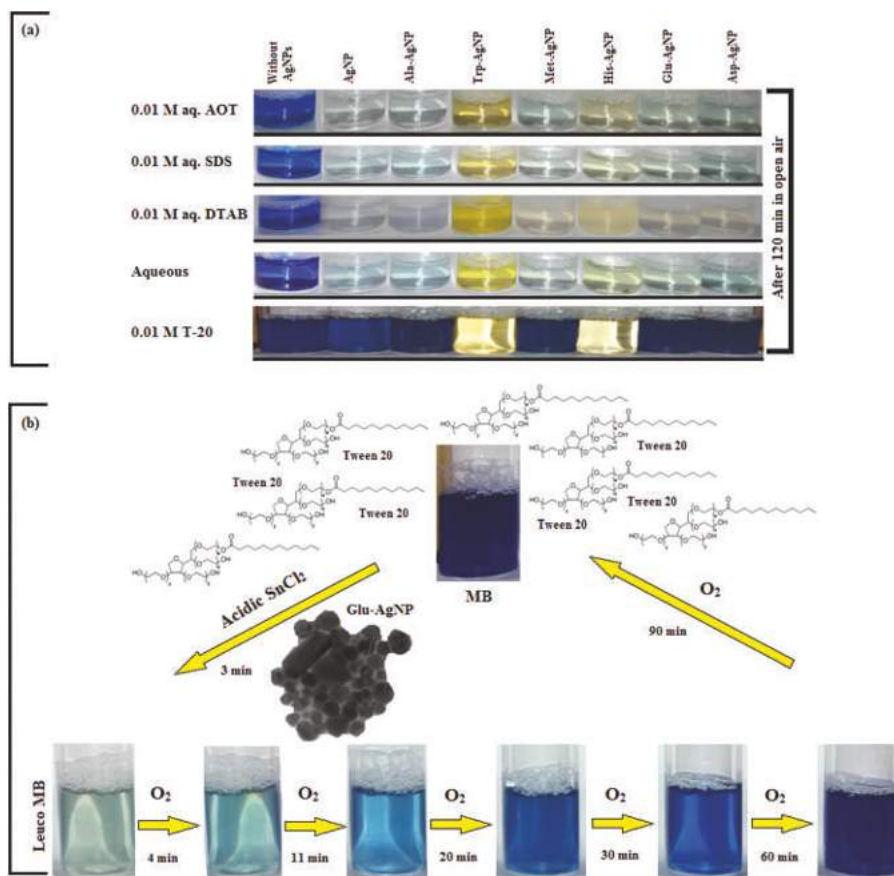 (a)
Without AgNPs
AgNP
Ala-AgNP
Trp-AgNP
Met-AgNP
His-AgNP
Glu-AgNP
Asp-AgNP
0.01 M aq. AOT
0.01 M aq. SDS
0.01 M aq. DTAB
Aqueous
0.01 M T-20
After 120 min in open air
(b)
Tween 20
Tween 20
Tween 20
Tween 20
Tween 20
Tween 20
MB
Acidic SnCl₂
3 min
Glu-AgNP
O₂
90 min
Leuco MB
O₂
4 min
O₂
11 min
O₂
20 min
O₂
30 min
O₂
60 min